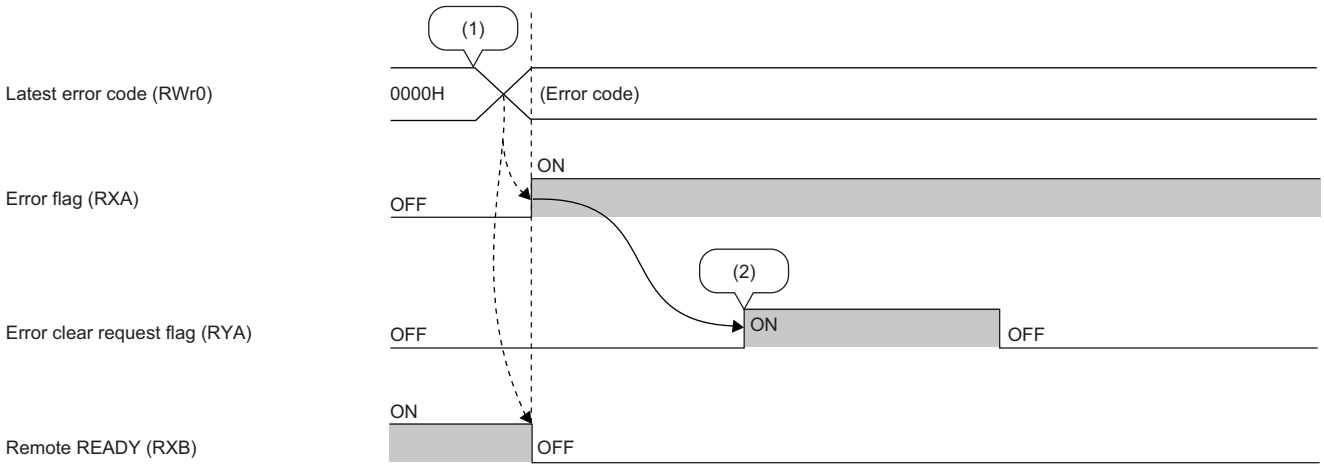 (1)
Latest error code (RWr0)
0000H
(Error code)
ON
Error flag (RXA)
OFF
(2)
Error clear request flag (RYA)
OFF
ON
OFF
ON
Remote READY (RXB)
OFF